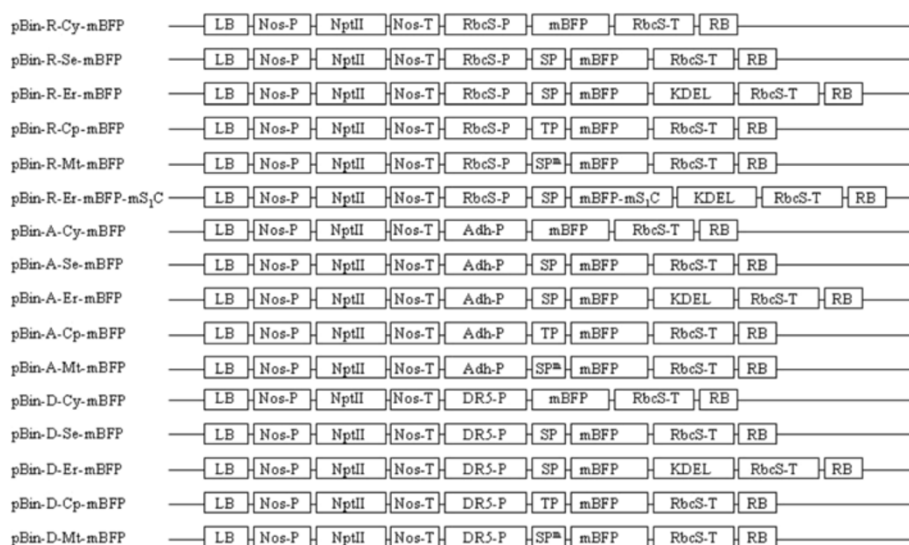 pBin-R-Cy-mBFP LB Nos-P NptII Nos-T RbcS-P mBFP RbcS-T RB
pBin-R-Se-mBFP LB Nos-P NptII Nos-T RbcS-P SP mBFP RbcS-T RB
pBin-R-Er-mBFP LB Nos-P NptII Nos-T RbcS-P SP mBFP KDEL RbcS-T RB
pBin-R-Cp-mBFP LB Nos-P NptII Nos-T RbcS-P TP mBFP RbcS-T RB
pBin-R-Mt-mBFP LB Nos-P NptII Nos-T RbcS-P SPᵐ mBFP RbcS-T RB
pBin-R-Er-mBFP-mS₁C LB Nos-P NptII Nos-T RbcS-P SP mBFP-mS₁C KDEL RbcS-T RB
pBin-A-Cy-mBFP LB Nos-P NptII Nos-T Adh-P mBFP RbcS-T RB
pBin-A-Se-mBFP LB Nos-P NptII Nos-T Adh-P SP mBFP RbcS-T RB
pBin-A-Er-mBFP LB Nos-P NptII Nos-T Adh-P SP mBFP KDEL RbcS-T RB
pBin-A-Cp-mBFP LB Nos-P NptII Nos-T Adh-P TP mBFP RbcS-T RB
pBin-A-Mt-mBFP LB Nos-P NptII Nos-T Adh-P SPᵐ mBFP RbcS-T RB
pBin-D-Cy-mBFP LB Nos-P NptII Nos-T DR5-P mBFP RbcS-T RB
pBin-D-Se-mBFP LB Nos-P NptII Nos-T DR5-P SP mBFP RbcS-T RB
pBin-D-Er-mBFP LB Nos-P NptII Nos-T DR5-P SP mBFP KDEL RbcS-T RB
pBin-D-Cp-mBFP LB Nos-P NptII Nos-T DR5-P TP mBFP RbcS-T RB
pBin-D-Mt-mBFP LB Nos-P NptII Nos-T DR5-P SPᵐ mBFP RbcS-T RB